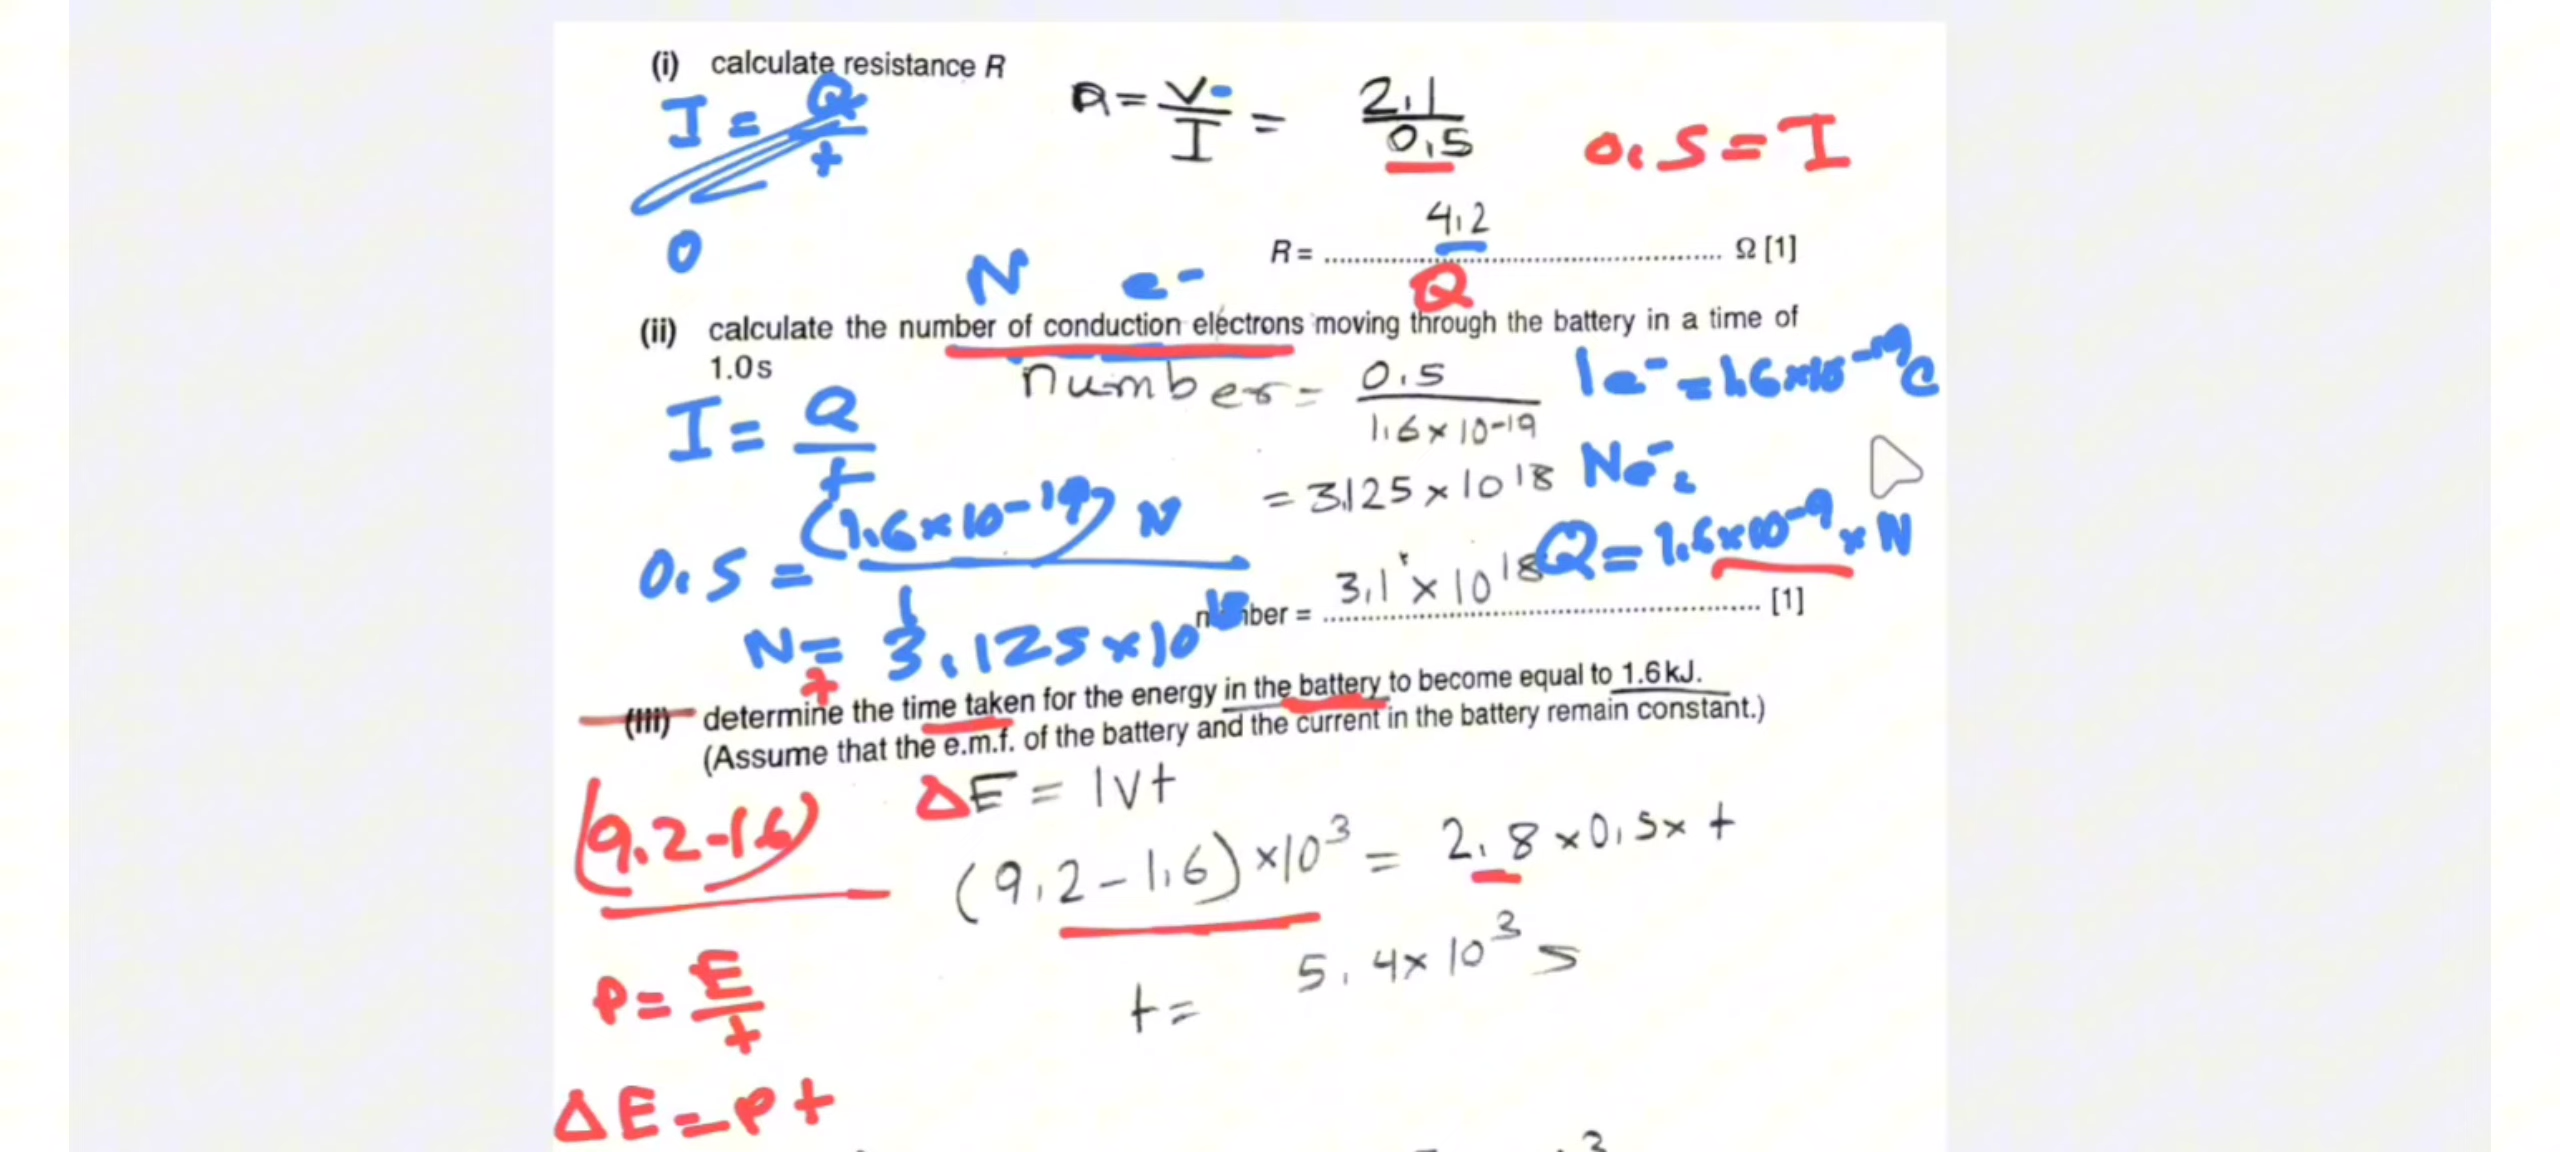 (i) calculate resistance R
I = Q/t
R = V/I = 2.1/0.5
0.5 = I
0
4.2
R = ........ Ω [1]
N e-
Q
(ii) calculate the number of conduction electrons moving through the battery in a time of
1.0s
number = 0.5/1.6×10-19
1e- = 1.6×10-19C
I = Q/t
= 3.125×10^18
Ne- =
0.5 = (1.6×10-19)N/1
Q = 1.6×10-9 × N
3.1×10^18
number = ........ [1]
N = 3.125×10^18
t
(iii) determine the time taken for the energy in the battery to become equal to 1.6kJ.
(Assume that the e.m.f. of the battery and the current in the battery remain constant.)
ΔE = IVt
(9.2-1.6)
(9.2-1.6)×10^3 = 2.8×0.5×t
P = E/t
t = 5.4×10^3 s
ΔE = Pt
3